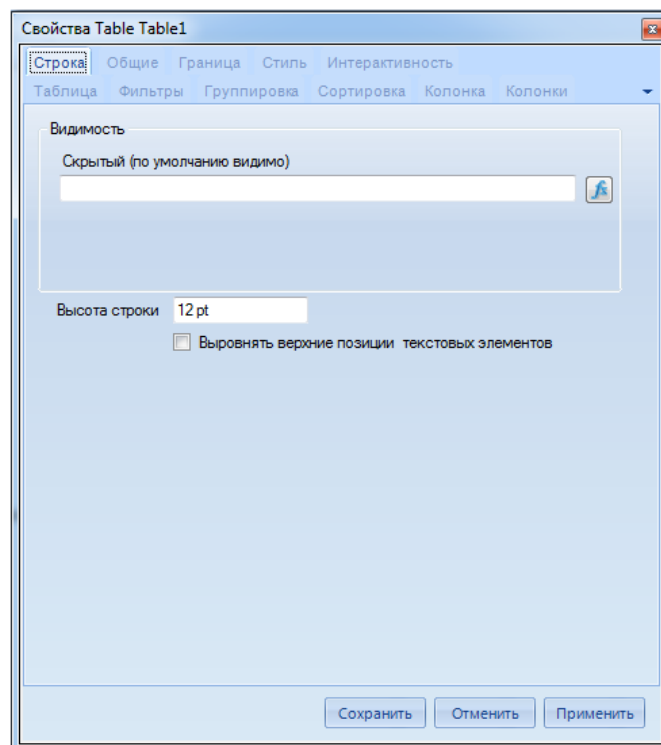 Свойства Table Table1
Строка Общие Граница Стиль Интерактивность
Таблица Фильтры Группировка Сортировка Колонка Колонки
Видимость
Скрытый (по умолчанию видимо)
fx
Высота строки 12 pt
Выровнять верхние позиции текстовых элементов
Сохранить Отменить Применить